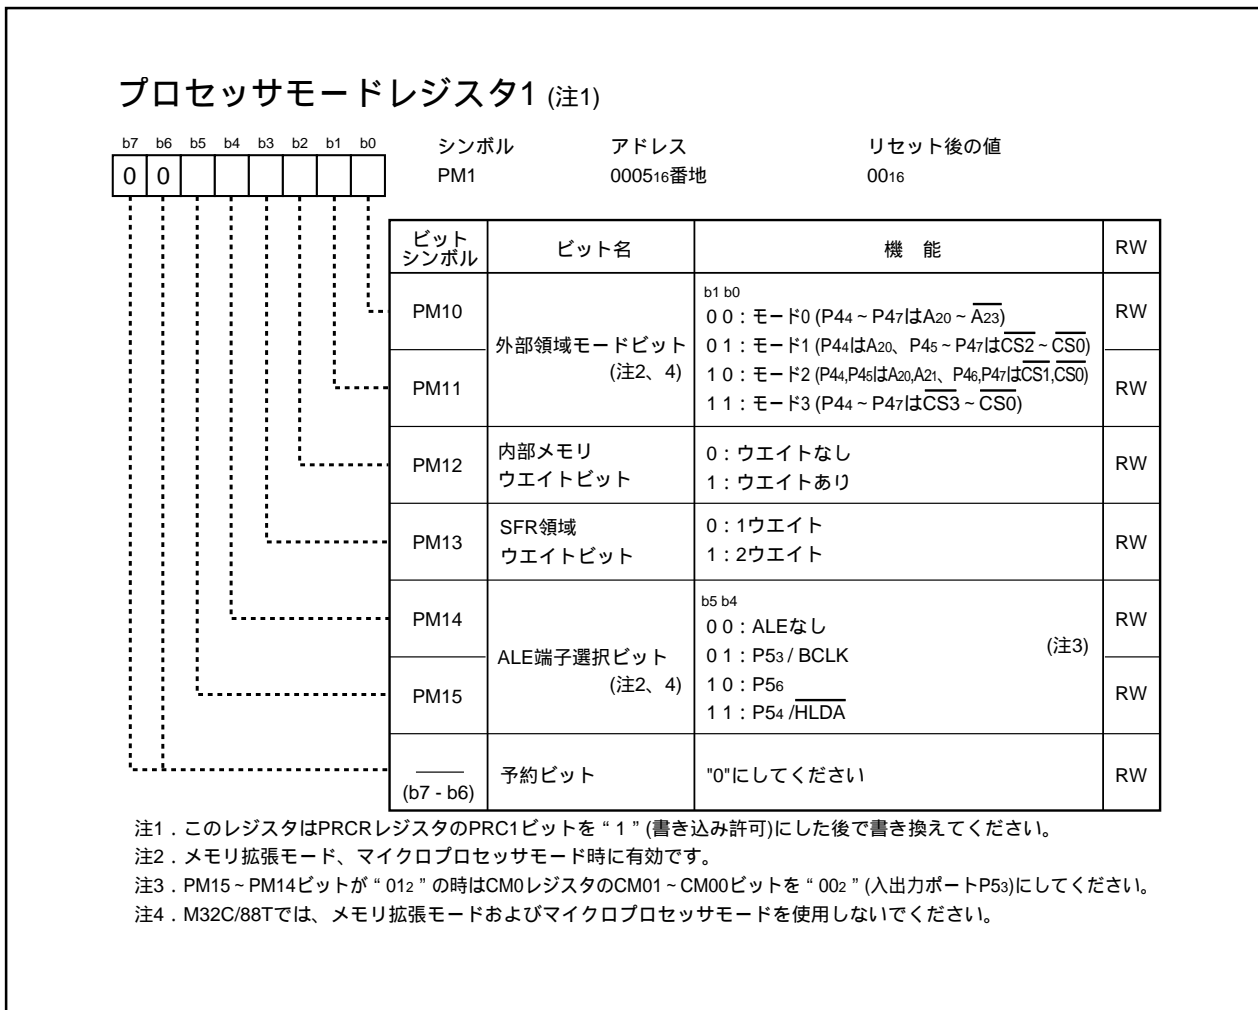 プロセッサモードレジスタ1 (注1)
b7 b6 b5 b4 b3 b2 b1 b0
0 0
シンボル アドレス リセット後の値
PM1 000516番地 0016
ビット
シンボル
ビット名
機 能
RW
PM10
PM11
外部領域モードビット
(注2、4)
b1 b0
0 0 : モード0 (P44 ~ P47はA20 ~ A23)
0 1 : モード1 (P44はA20、P45 ~ P47はCS2 ~ CS0)
1 0 : モード2 (P44,P45はA20,A21、P46,P47はCS1,CS0)
1 1 : モード3 (P44 ~ P47はCS3 ~ CS0)
RW
RW
PM12
内部メモリ
ウエイトビット
0 : ウエイトなし
1 : ウエイトあり
RW
PM13
SFR領域
ウエイトビット
0 : 1ウエイト
1 : 2ウエイト
RW
PM14
PM15
ALE端子選択ビット
(注2、4)
b5 b4
0 0 : ALEなし
0 1 : P53 / BCLK
1 0 : P56
1 1 : P54 /HLDA
(注3)
RW
RW
(b7 - b6)
予約ビット
"0"にしてください
RW
注1 . このレジスタはPRCRレジスタのPRC1ビットを “ 1 ” (書き込み許可)にした後で書き換えてください。
注2 . メモリ拡張モード、マイクロプロセッサモード時に有効です。
注3 . PM15 ~ PM14ビットが “ 012 ” の時はCM0レジスタのCM01 ~ CM00ビットを “ 002 ” (入出力ポートP53)にしてください。
注4 . M32C/88Tでは、メモリ拡張モードおよびマイクロプロセッサモードを使用しないでください。